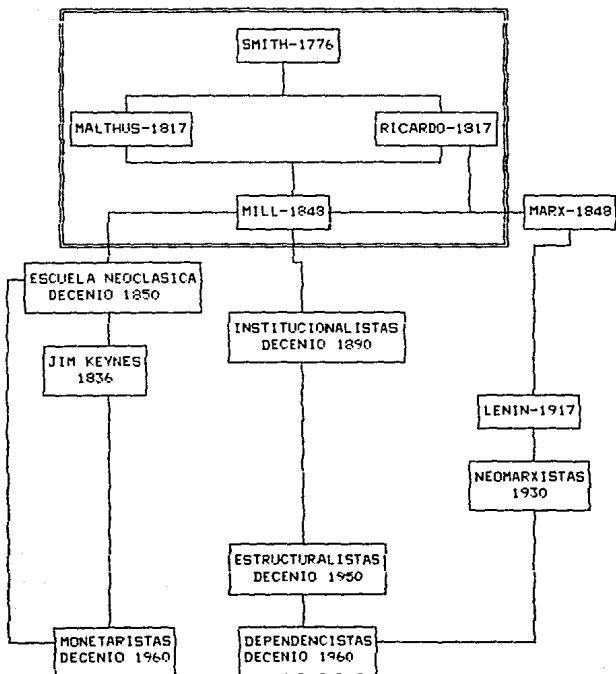 SMITH-1776
MALTHUS-1817
RICARDO-1817
MILL-1848
MARX-1848
ESCUELA NEOCLASICA
DECENIO 1850
INSTITUCIONALISTAS
DECENIO 1890
JIM KEYNES
1836
LENIN-1917
NEOMARXISTAS
1930
ESTRUCTURALISTAS
DECENIO 1950
MONETARISTAS
DECENIO 1960
DEPENDENCISTAS
DECENIO 1960